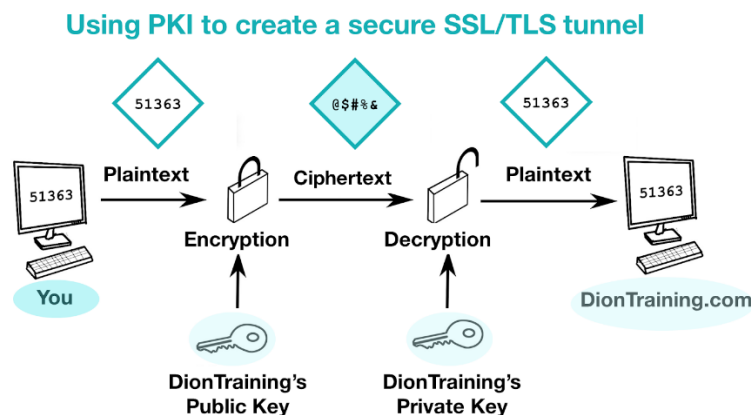 Using PKI to create a secure SSL/TLS tunnel
51363
@$#%&
51363
51363
Plaintext
Ciphertext
Plaintext
51363
Encryption
Decryption
You
DionTraining.com
DionTraining's
Public Key
DionTraining's
Private Key